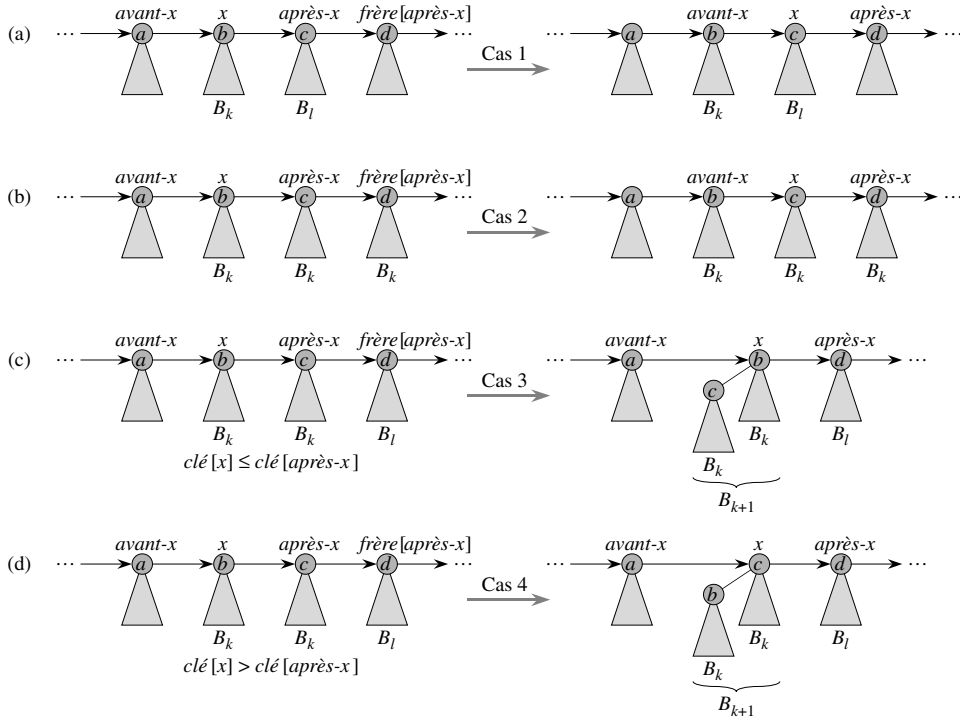 avant-x x après-x frère[après-x] avant-x x après-x
(a) ... a b c d ... Cas 1 ... a b c d ...
B_k B_l B_k B_l
avant-x x après-x frère[après-x] avant-x x après-x
(b) ... a b c d ... Cas 2 ... a b c d ...
B_k B_k B_k B_k B_k B_k
avant-x x après-x frère[après-x] avant-x x après-x
(c) ... a b c d ... Cas 3 ... a b d ...
c
B_k B_k B_l B_k B_l
clé[x] ≤ clé[après-x] B_k
B_{k+1}
avant-x x après-x frère[après-x] avant-x x après-x
(d) ... a b c d ... Cas 4 ... a c d ...
b
B_k B_k B_l B_k B_l
clé[x] > clé[après-x] B_k
B_{k+1}